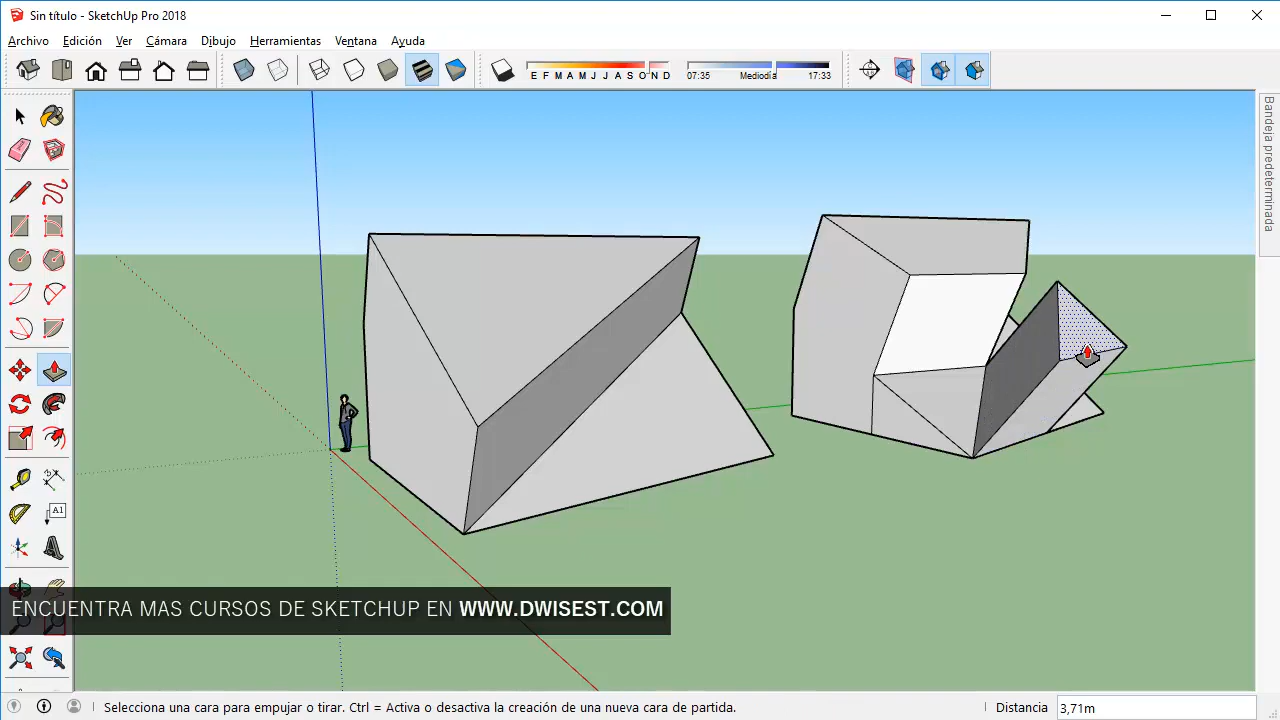 Sin título - SketchUp Pro 2018
Archivo Edición Ver Cámara Dibujo Herramientas Ventana Ayuda
E F M A M J J A S O N D
07:35 Mediodía 17:33
Bandeja predeterminada
A1
ENCUENTRA MAS CURSOS DE SKETCHUP EN WWW.DWISEST.COM
Selecciona una cara para empujar o tirar. Ctrl = Activa o desactiva la creación de una nueva cara de partida.
Distancia 3,71m